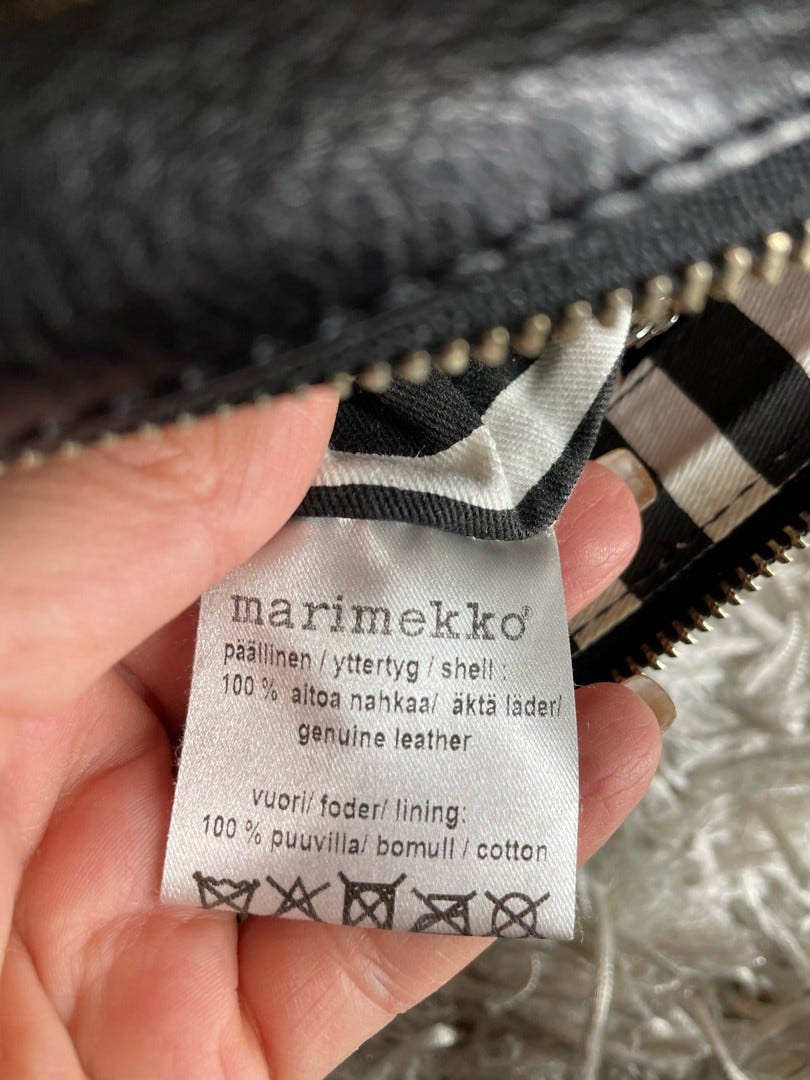 marimekko®
päällinen / yttertyg / shell :
100 % aitoa nahkaa/ äktä läder/
genuine leather
vuori/ foder/ lining:
100 % puuvilla/ bomull / cotton